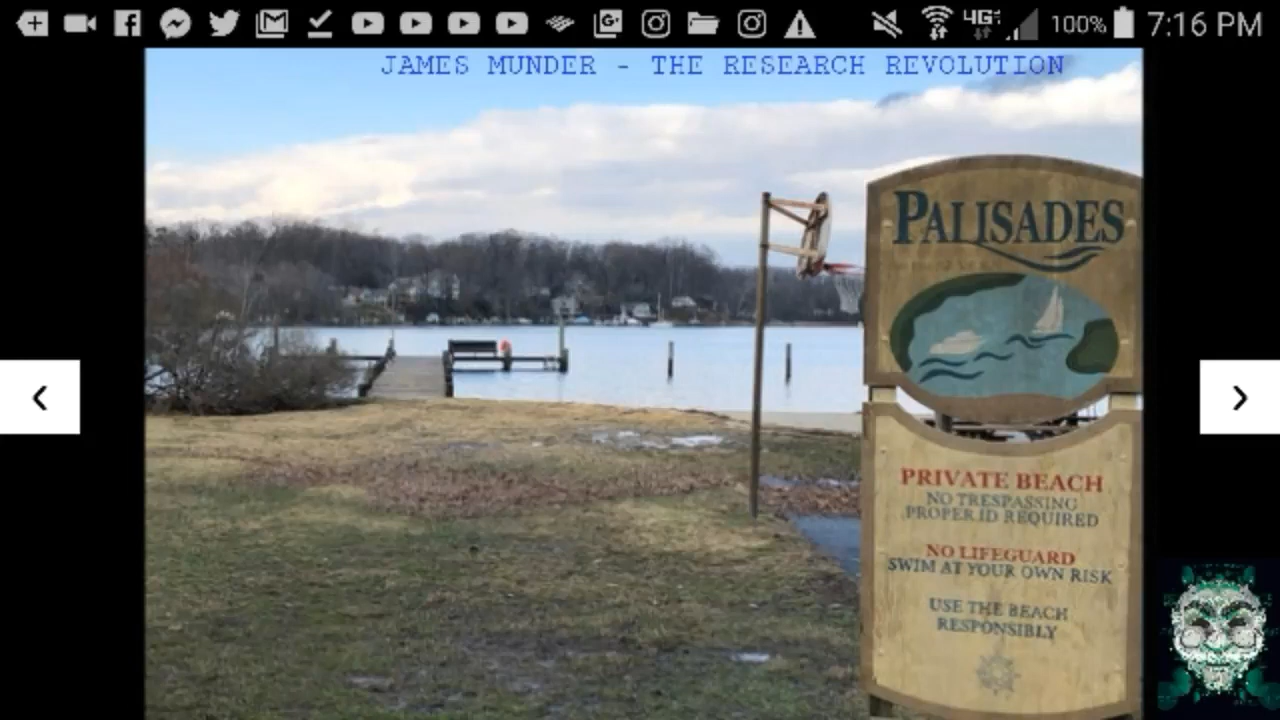 4G
100%
7:16 PM
JAMES MUNDER - THE RESEARCH REVOLUTION
PALISADES
PRIVATE BEACH
NO TRESPASSING
PROPER ID REQUIRED
NO LIFEGUARD
SWIM AT YOUR OWN RISK
USE THE BEACH
RESPONSIBLY